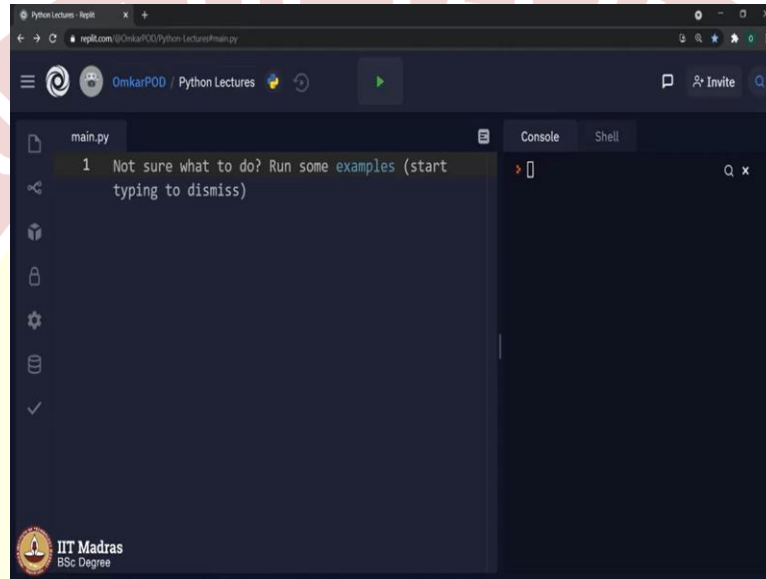 Python Lectures - Replit
replit.com/@OmkarPOD/Python-Lectures#main.py
OmkarPOD / Python Lectures
Invite
main.py
Console
Shell
1 Not sure what to do? Run some examples (start
typing to dismiss)
IIT Madras
BSc Degree